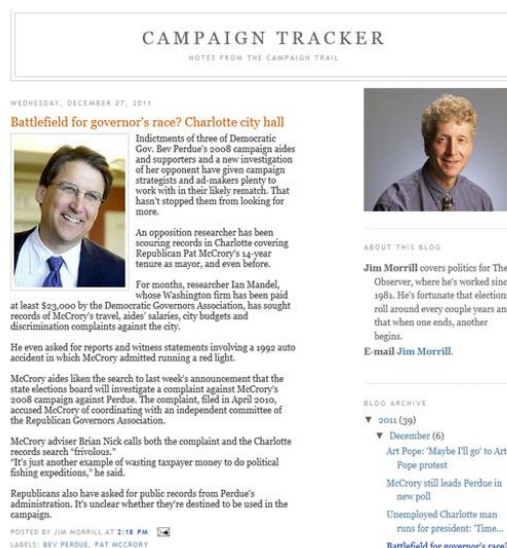 CAMPAIGN TRACKER
NOTES FROM THE CAMPAIGN TRAIL
WEDNESDAY, DECEMBER 07, 2011
Battlefield for governor's race? Charlotte city hall
Indictments of three of Democratic
Gov. Bev Perdue's 2008 campaign aides
and supporters and a new investigation
of her opponent have given campaign
strategists and ad-makers plenty to
work with in their likely rematch. That
hasn't stopped them from looking for
more.
An opposition researcher has been
scouring records in Charlotte covering
Republican Pat McCrory's 14-year
tenure as mayor, and even before.
For months, researcher Ian Mandel,
whose Washington firm has been paid
at least $23,000 by the Democratic Governors Association, has sought
records of McCrory's travel, aides' salaries, city budgets and
discrimination complaints against the city.
He even asked for reports and witness statements involving a 1992 auto
accident in which McCrory admitted running a red light.
McCrory aides liken the search to last week's announcement that the
state elections board will investigate a complaint against McCrory's
2008 campaign against Perdue. The complaint, filed in April 2010,
accused McCrory of coordinating with an independent committee of
the Republican Governors Association.
McCrory adviser Brian Nick calls both the complaint and the Charlotte
records search "frivolous."
"It's just another example of wasting taxpayer money to do political
fishing expeditions," he said.
Republicans also have asked for public records from Perdue's
administration. It's unclear whether they're destined to be used in the
campaign.
POSTED BY JIM MORRILL AT 2:18 PM
LABELS: BEV PERDUE, PAT MCCRORY
ABOUT THIS BLOG
Jim Morrill covers politics for The
Observer, where he's worked since
1981. He's fortunate that elections
roll around every couple years and
that when one ends, another
begins.
E-mail Jim Morrill.
BLOG ARCHIVE
▼ 2011 (39)
▼ December (6)
Art Pope: 'Maybe I'll go' to Art
Pope protest
McCrory still leads Perdue in
new poll
Unemployed Charlotte man
runs for president: 'Time...
Battlefield for governor's race?